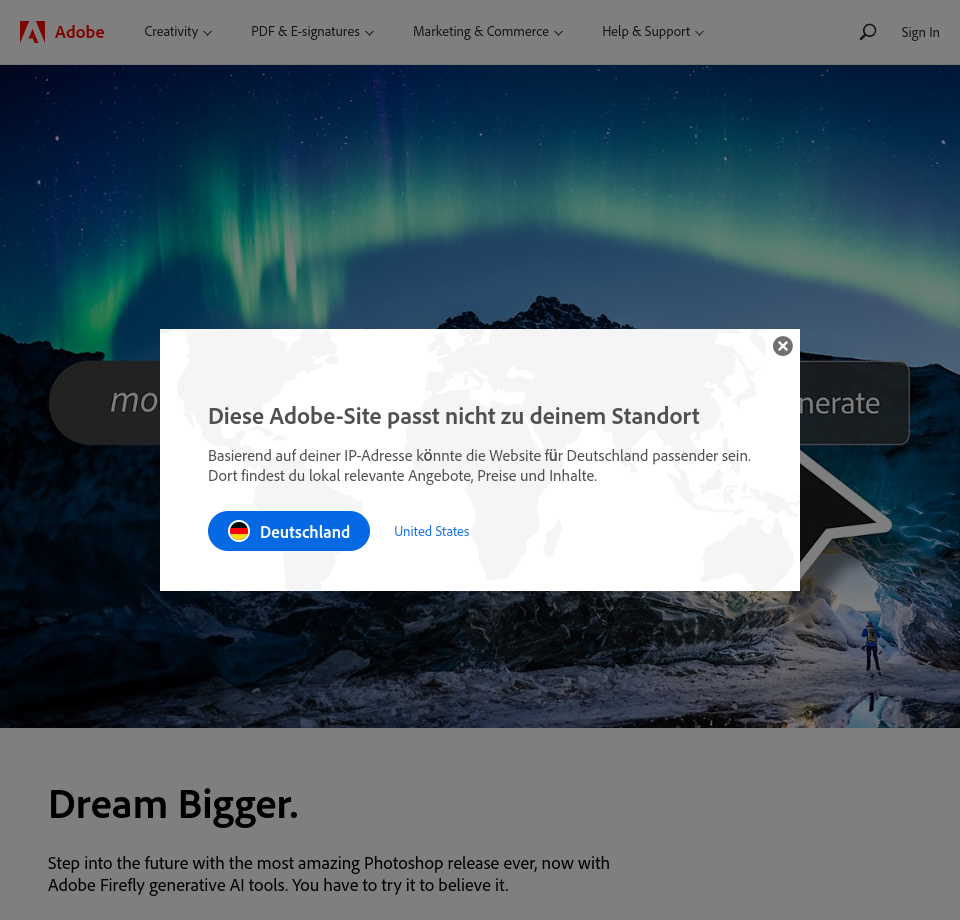 Adobe
Creativity
PDF & E-signatures
Marketing & Commerce
Help & Support
Sign In
Diese Adobe-Site passt nicht zu deinem Standort
Basierend auf deiner IP-Adresse könnte die Website für Deutschland passender sein.
Dort findest du lokal relevante Angebote, Preise und Inhalte.
Deutschland
United States
Dream Bigger.
Step into the future with the most amazing Photoshop release ever, now with
Adobe Firefly generative AI tools. You have to try it to believe it.